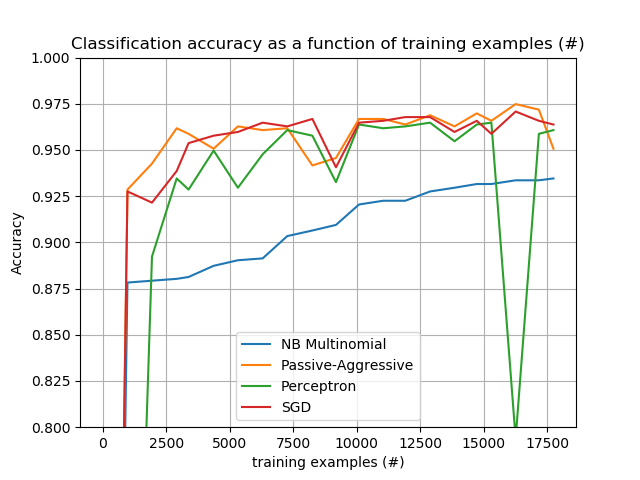 Classification accuracy as a function of training examples (#)
1.000
0.975
0.950
0.925
0.900
0.875
0.850
0.825
0.800
Accuracy
NB Multinomial
Passive-Aggressive
Perceptron
SGD
0 2500 5000 7500 10000 12500 15000 17500
training examples (#)